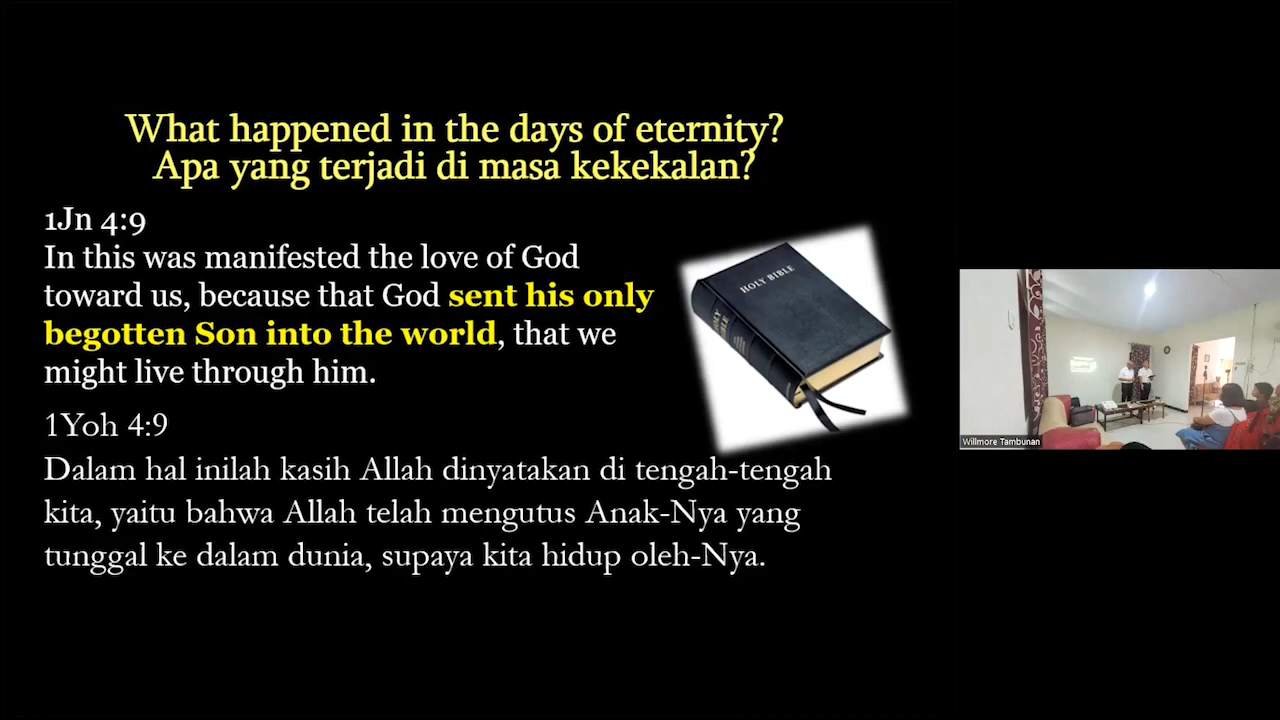 What happened in the days of eternity?
Apa yang terjadi di masa kekekalan?
1Jn 4:9
In this was manifested the love of God
toward us, because that God sent his only
begotten Son into the world, that we
might live through him.
HOLY BIBLE
HOLY
BIBLE
1Yoh 4:9
Dalam hal inilah kasih Allah dinyatakan di tengah-tengah
kita, yaitu bahwa Allah telah mengutus Anak-Nya yang
tunggal ke dalam dunia, supaya kita hidup oleh-Nya.
Willmore Tambunan